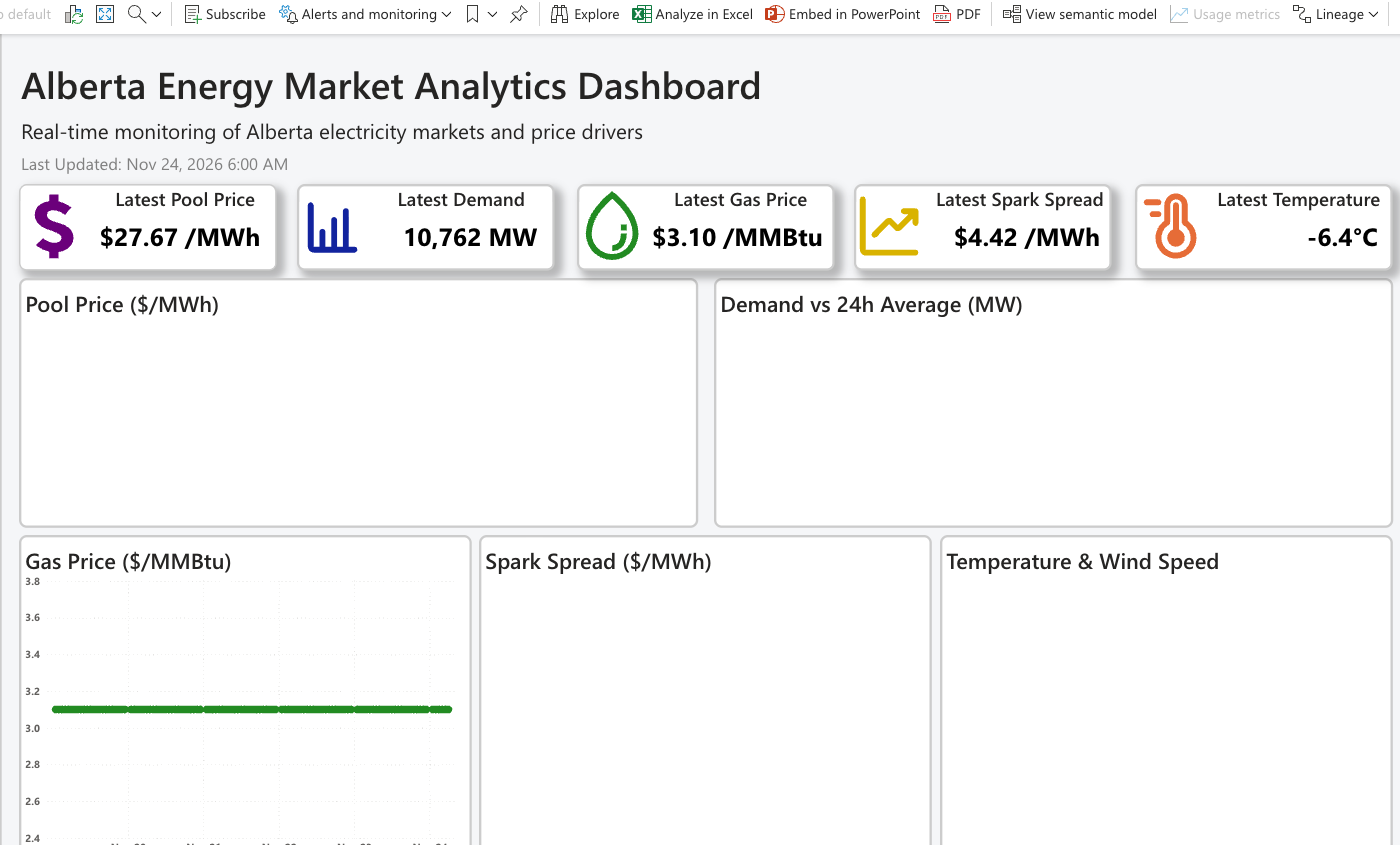 o default Subscribe Alerts and monitoring Explore Analyze in Excel Embed in PowerPoint PDF View semantic model Usage metrics Lineage
Alberta Energy Market Analytics Dashboard
Real-time monitoring of Alberta electricity markets and price drivers
Last Updated: Nov 24, 2026 6:00 AM
Latest Pool Price
$27.67 /MWh
Latest Demand
10,762 MW
Latest Gas Price
$3.10 /MMBtu
Latest Spark Spread
$4.42 /MWh
Latest Temperature
-6.4°C
Pool Price ($/MWh)
Demand vs 24h Average (MW)
Gas Price ($/MMBtu)
3.8
3.6
3.4
3.2
3.0
2.8
2.6
2.4
Spark Spread ($/MWh)
Temperature & Wind Speed